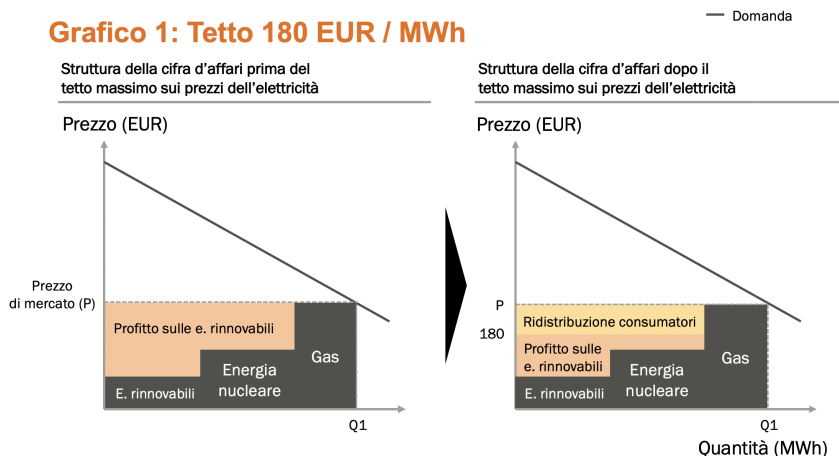 Grafico 1: Tetto 180 EUR / MWh
Domanda
Struttura della cifra d'affari prima del
tetto massimo sui prezzi dell'elettricità
Prezzo (EUR)
Prezzo
di mercato (P)
Profitto sulle e. rinnovabili
E. rinnovabili
Energia
nucleare
Gas
Q1
Struttura della cifra d'affari dopo il
tetto massimo sui prezzi dell'elettricità
Prezzo (EUR)
P
180
Ridistribuzione consumatori
Profitto sulle
e. rinnovabili
E. rinnovabili
Energia
nucleare
Gas
Q1
Quantità (MWh)